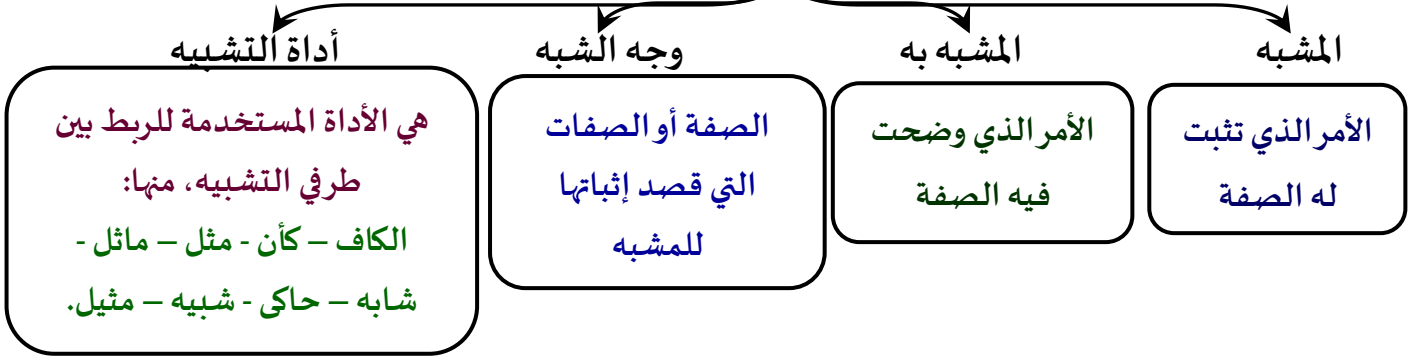 المشبه
المشبه به
وجه الشبه
أداة التشبيه
الأمر الذي تثبت
له الصفة
الأمر الذي وضحت
فيه الصفة
الصفة أو الصفات
التي قصد إثباتها
للمشبه
هي الأداة المستخدمة للربط بين
طرفي التشبيه، منها:
الكاف – كأن - مثل – ماثل -
شابه – حاكى - شبيه – مثيل.